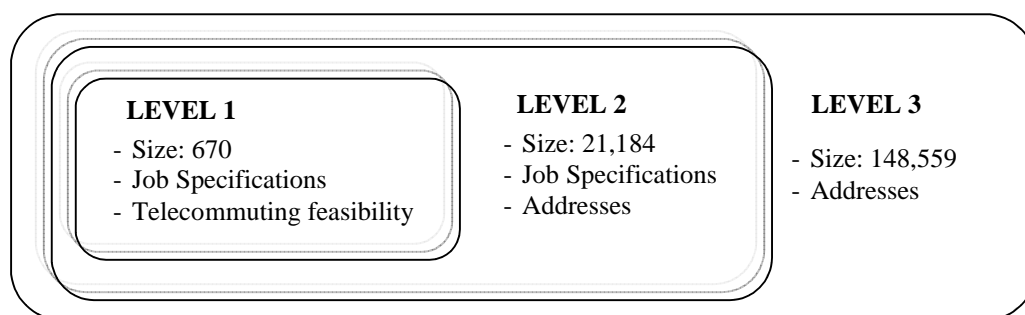 LEVEL 1
- Size: 670
- Job Specifications
- Telecommuting feasibility
LEVEL 2
- Size: 21,184
- Job Specifications
- Addresses
LEVEL 3
- Size: 148,559
- Addresses